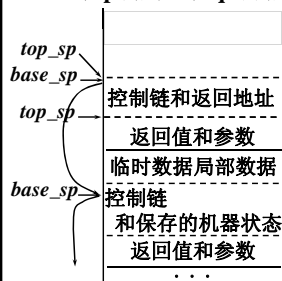 top_sp
base_sp
控制链和返回地址
top_sp
返回值和参数
临时数据局部数据
base_sp
控制链
和保存的机器状态
返回值和参数
. . .